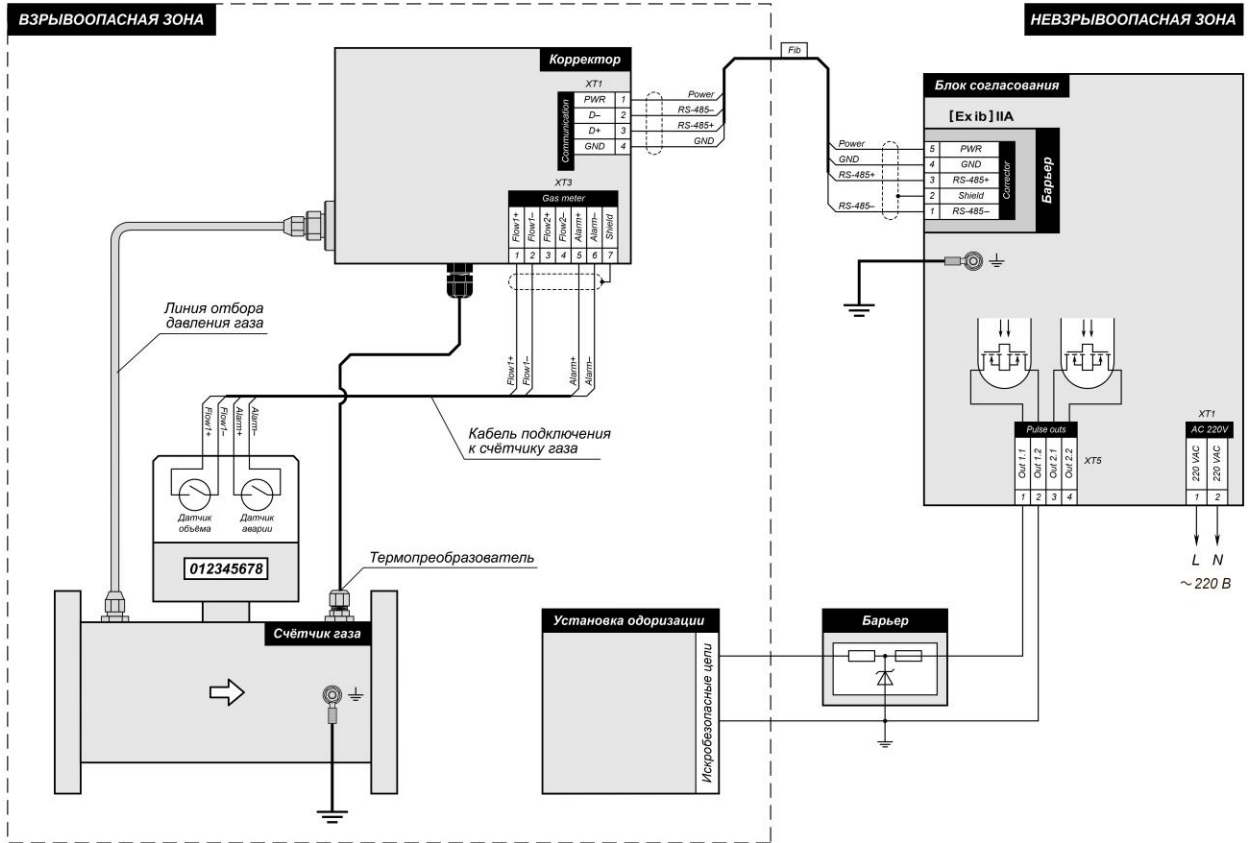 ВЗРЫВООПАСНАЯ ЗОНА
НЕВЗРЫВООПАСНАЯ ЗОНА
Корректор
XT1
Communication
PWR 1
D– 2
D+ 3
GND 4
Power
RS-485–
RS-485+
GND
Fib
XT3
Gas meter
Flow1+
Flow1–
Flow2+
Flow2–
Alarm+
Alarm–
Shield
1 2 3 4 5 6 7
Flow1+
Flow1–
Alarm+
Alarm–
Линия отбора
давления газа
Flow1+
Flow1–
Alarm+
Alarm–
Кабель подключения
к счётчику газа
Датчик
объёма
Датчик
аварии
012345678
Термопреобразователь
Счётчик газа
Блок согласования
[Ex ib]IIA
Power
GND
RS-485+
RS-485–
5 PWR
4 GND
3 RS-485+
2 Shield
1 RS-485–
Corrector
Барьер
Pulse outs
Out 1.1
Out 1.2
Out 2.1
Out 2.2
1 2 3 4
XT5
XT1
AC 220V
220 VAC
220 VAC
1 2
L N
~ 220 В
Установка одоризации
Искробезопасные цепи
Барьер